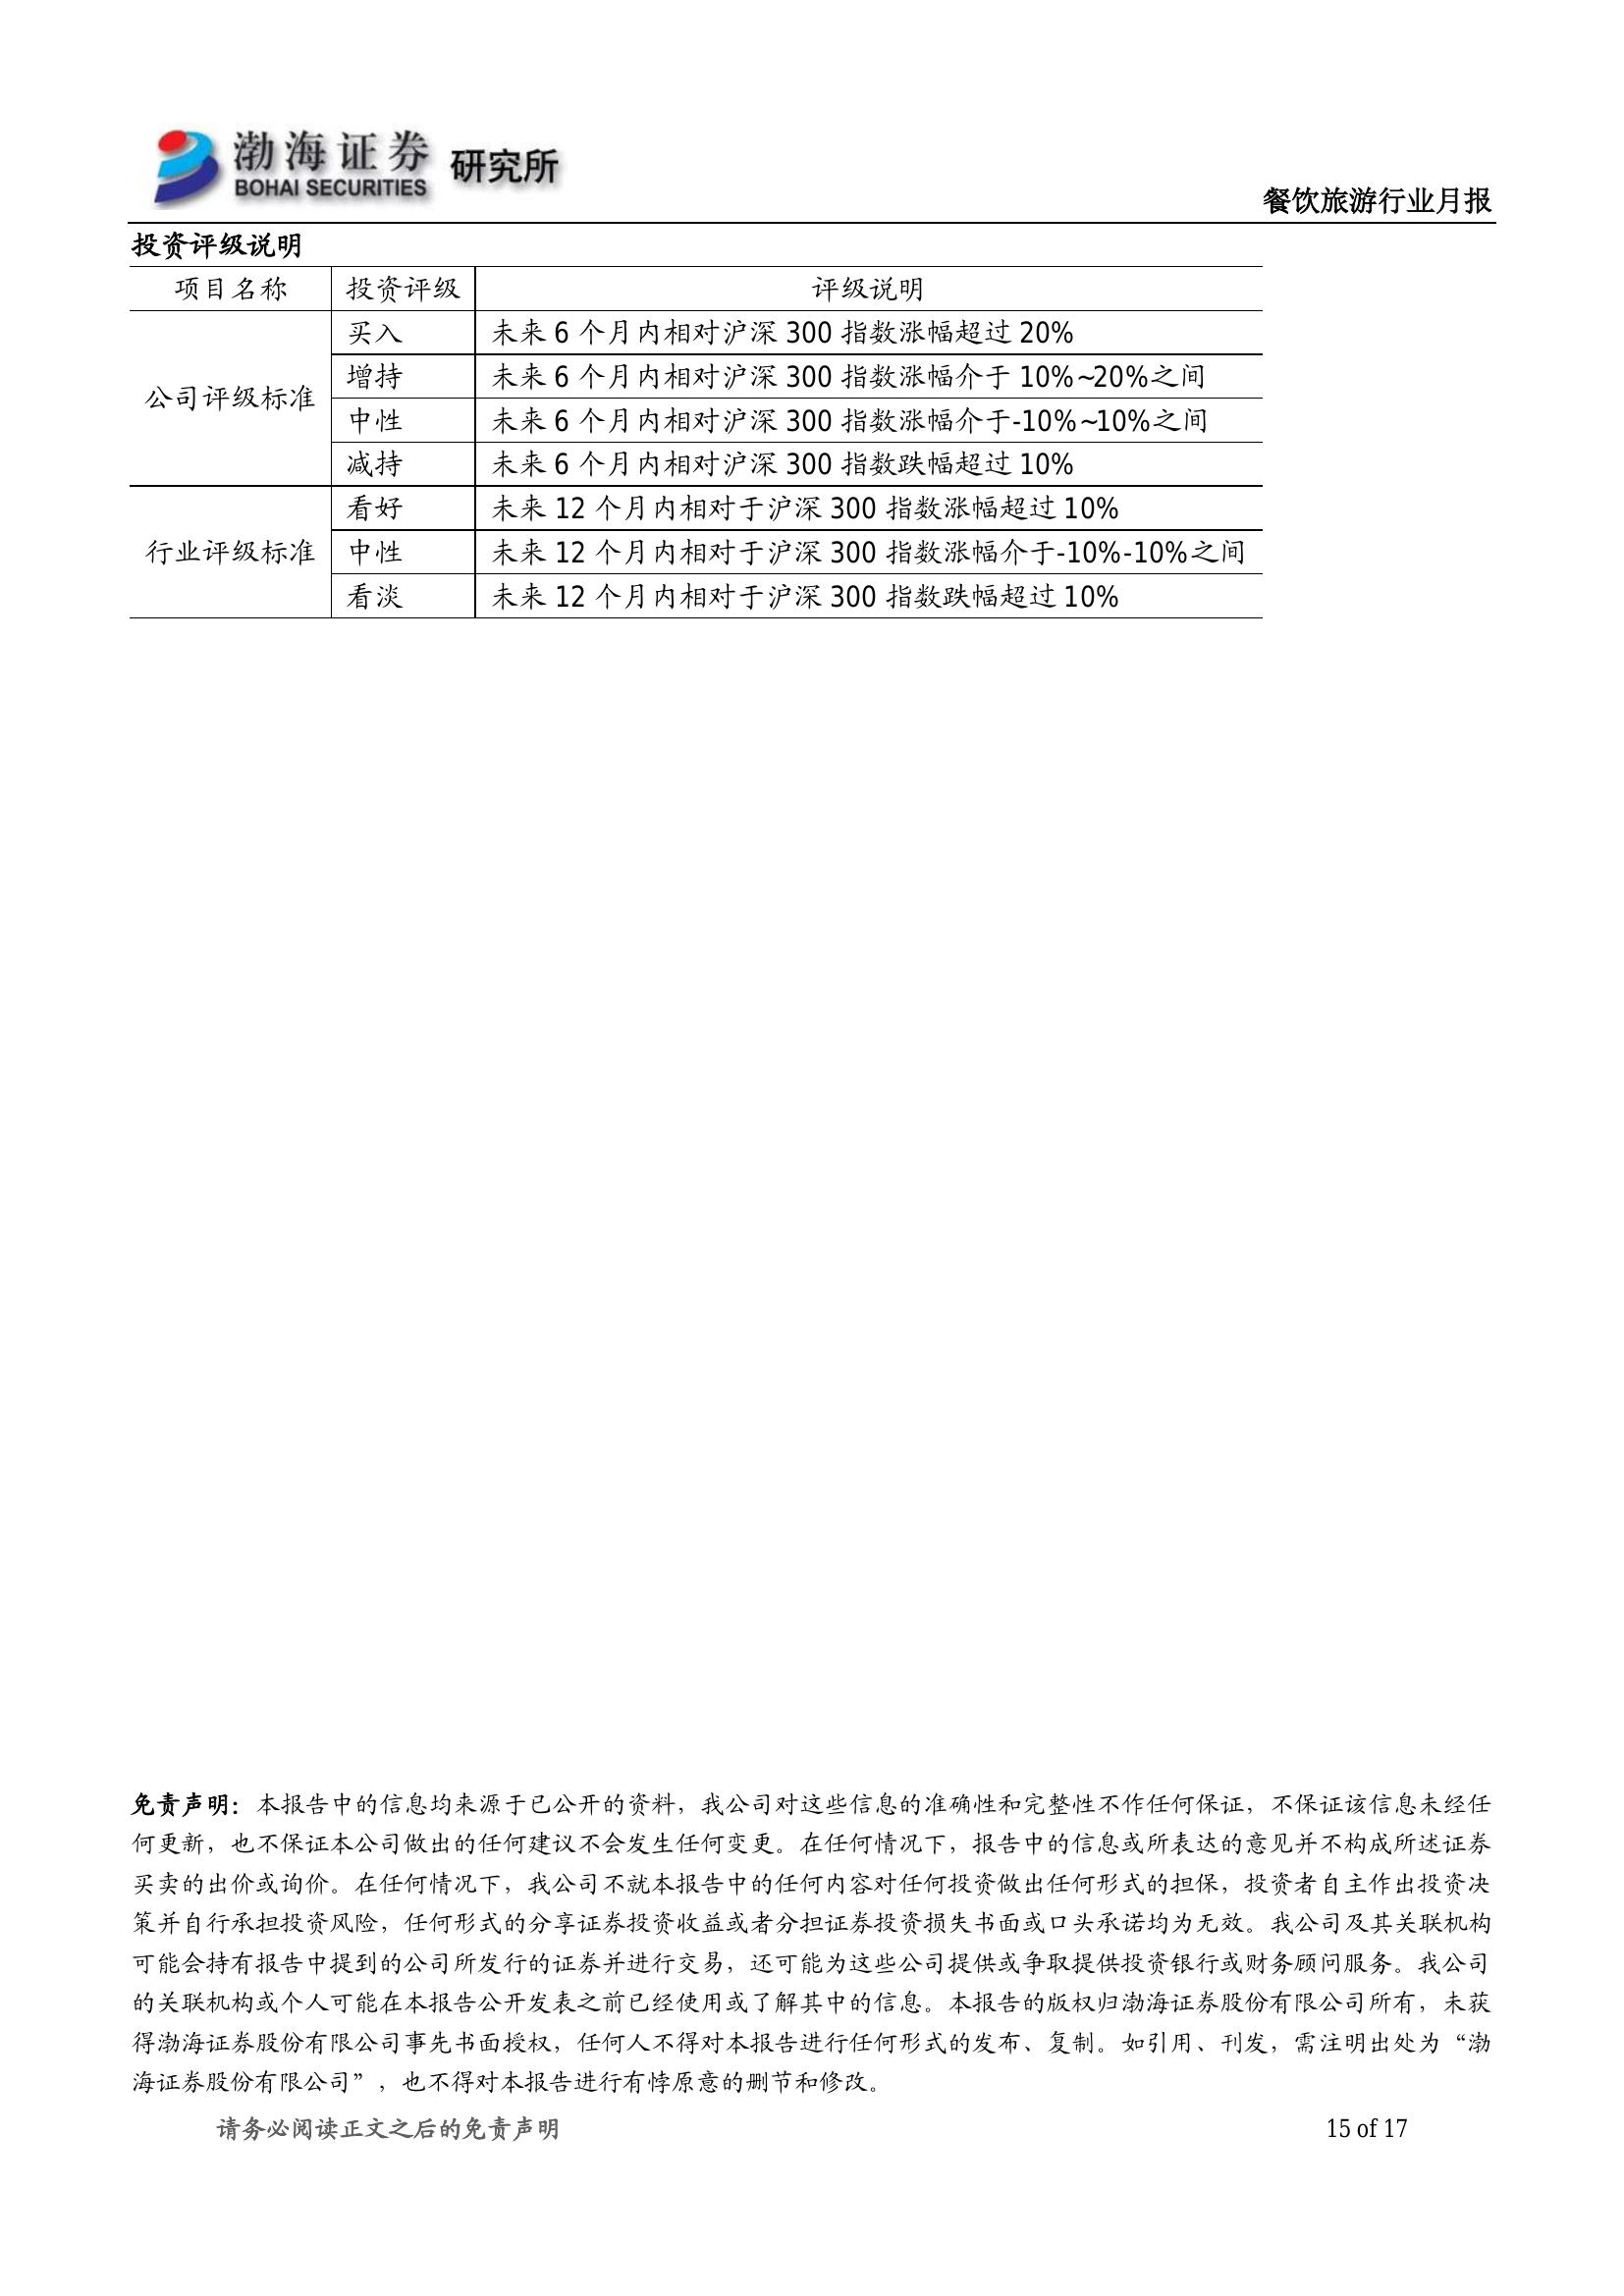 渤海证券 研究所
BOHAI SECURITIES
餐饮旅游行业月报
投资评级说明
项目名称 投资评级 评级说明
公司评级标准
买入 未来 6 个月内相对沪深 300 指数涨幅超过 20%
增持 未来 6 个月内相对沪深 300 指数涨幅介于 10%~20%之间
中性 未来 6 个月内相对沪深 300 指数涨幅介于-10%~10%之间
减持 未来 6 个月内相对沪深 300 指数跌幅超过 10%
行业评级标准
看好 未来 12 个月内相对于沪深 300 指数涨幅超过 10%
中性 未来 12 个月内相对于沪深 300 指数涨幅介于-10%-10%之间
看淡 未来 12 个月内相对于沪深 300 指数跌幅超过 10%
免责声明：本报告中的信息均来源于已公开的资料，我公司对这些信息的准确性和完整性不作任何保证，不保证该信息未经任
何更新，也不保证本公司做出的任何建议不会发生任何变更。在任何情况下，报告中的信息或所表达的意见并不构成所述证券
买卖的出价或询价。在任何情况下，我公司不就本报告中的任何内容对任何投资做出任何形式的担保，投资者自主作出投资决
策并自行承担投资风险，任何形式的分享证券投资收益或者分担证券投资损失书面或口头承诺均为无效。我公司及其关联机构
可能会持有报告中提到的公司所发行的证券并进行交易，还可能为这些公司提供或争取提供投资银行或财务顾问服务。我公司
的关联机构或个人可能在本报告公开发表之前已经使用或了解其中的信息。本报告的版权归渤海证券股份有限公司所有，未获
得渤海证券股份有限公司事先书面授权，任何人不得对本报告进行任何形式的发布、复制。如引用、刊发，需注明出处为“渤
海证券股份有限公司”，也不得对本报告进行有悖原意的删节和修改。
请务必阅读正文之后的免责声明 15 of 17